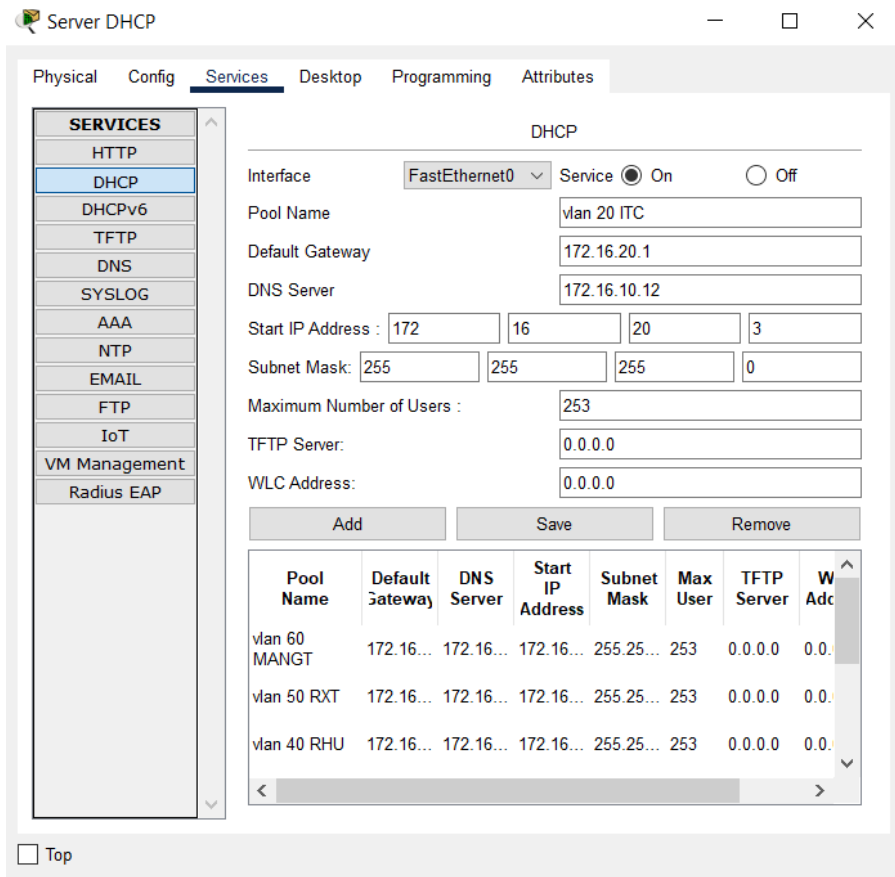 Server DHCP
Physical Config Services Desktop Programming Attributes
SERVICES
HTTP
DHCP
DHCPv6
TFTP
DNS
SYSLOG
AAA
NTP
EMAIL
FTP
IoT
VM Management
Radius EAP
DHCP
Interface FastEthernet0 Service On Off
Pool Name vlan 20 ITC
Default Gateway 172.16.20.1
DNS Server 172.16.10.12
Start IP Address : 172 16 20 3
Subnet Mask: 255 255 255 0
Maximum Number of Users : 253
TFTP Server: 0.0.0.0
WLC Address: 0.0.0.0
Add Save Remove
Pool Name Default Gateway DNS Server Start IP Address Subnet Mask Max User TFTP Server W Add
vlan 60 MANGT 172.16... 172.16... 172.16... 255.25... 253 0.0.0.0 0.0.
vlan 50 RXT 172.16... 172.16... 172.16... 255.25... 253 0.0.0.0 0.0.
vlan 40 RHU 172.16... 172.16... 172.16... 255.25... 253 0.0.0.0 0.0.
Top